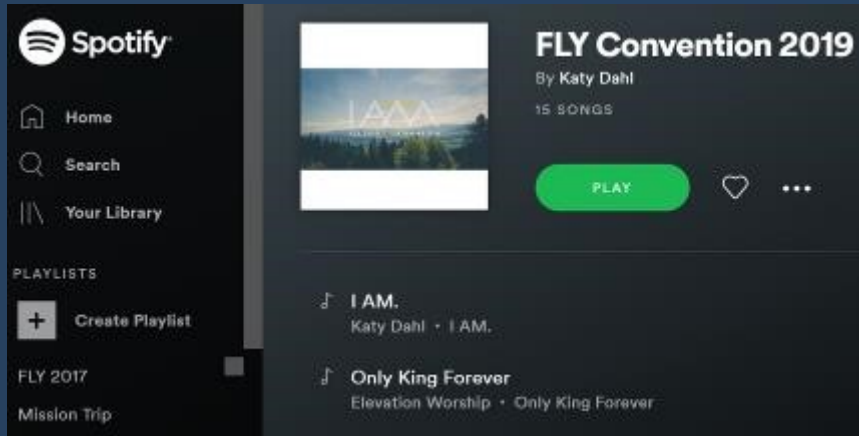 Spotify
Home
Search
Your Library
PLAYLISTS
+ Create Playlist
FLY 2017
Mission Trip
I AM
FLY Convention 2019
By Katy Dahl
15 SONGS
PLAY
I AM.
Katy Dahl • I AM.
Only King Forever
Elevation Worship • Only King Forever